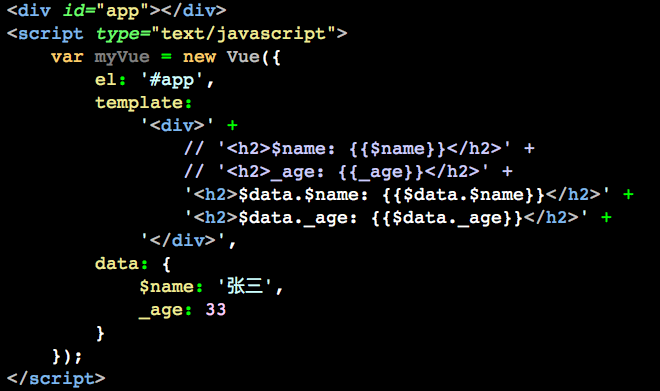 <div id="app"></div>
<script type="text/javascript">
    var myVue = new Vue({
        el: '#app',
        template:
            '<div>' +
                // '<h2>$name: {{$name}}</h2>' +
                // '<h2>_age: {{_age}}</h2>' +
                '<h2>$data.$name: {{$data.$name}}</h2>' +
                '<h2>$data._age: {{$data._age}}</h2>' +
            '</div>',
        data: {
            $name: '张三',
            _age: 33
        }
    });
</script>